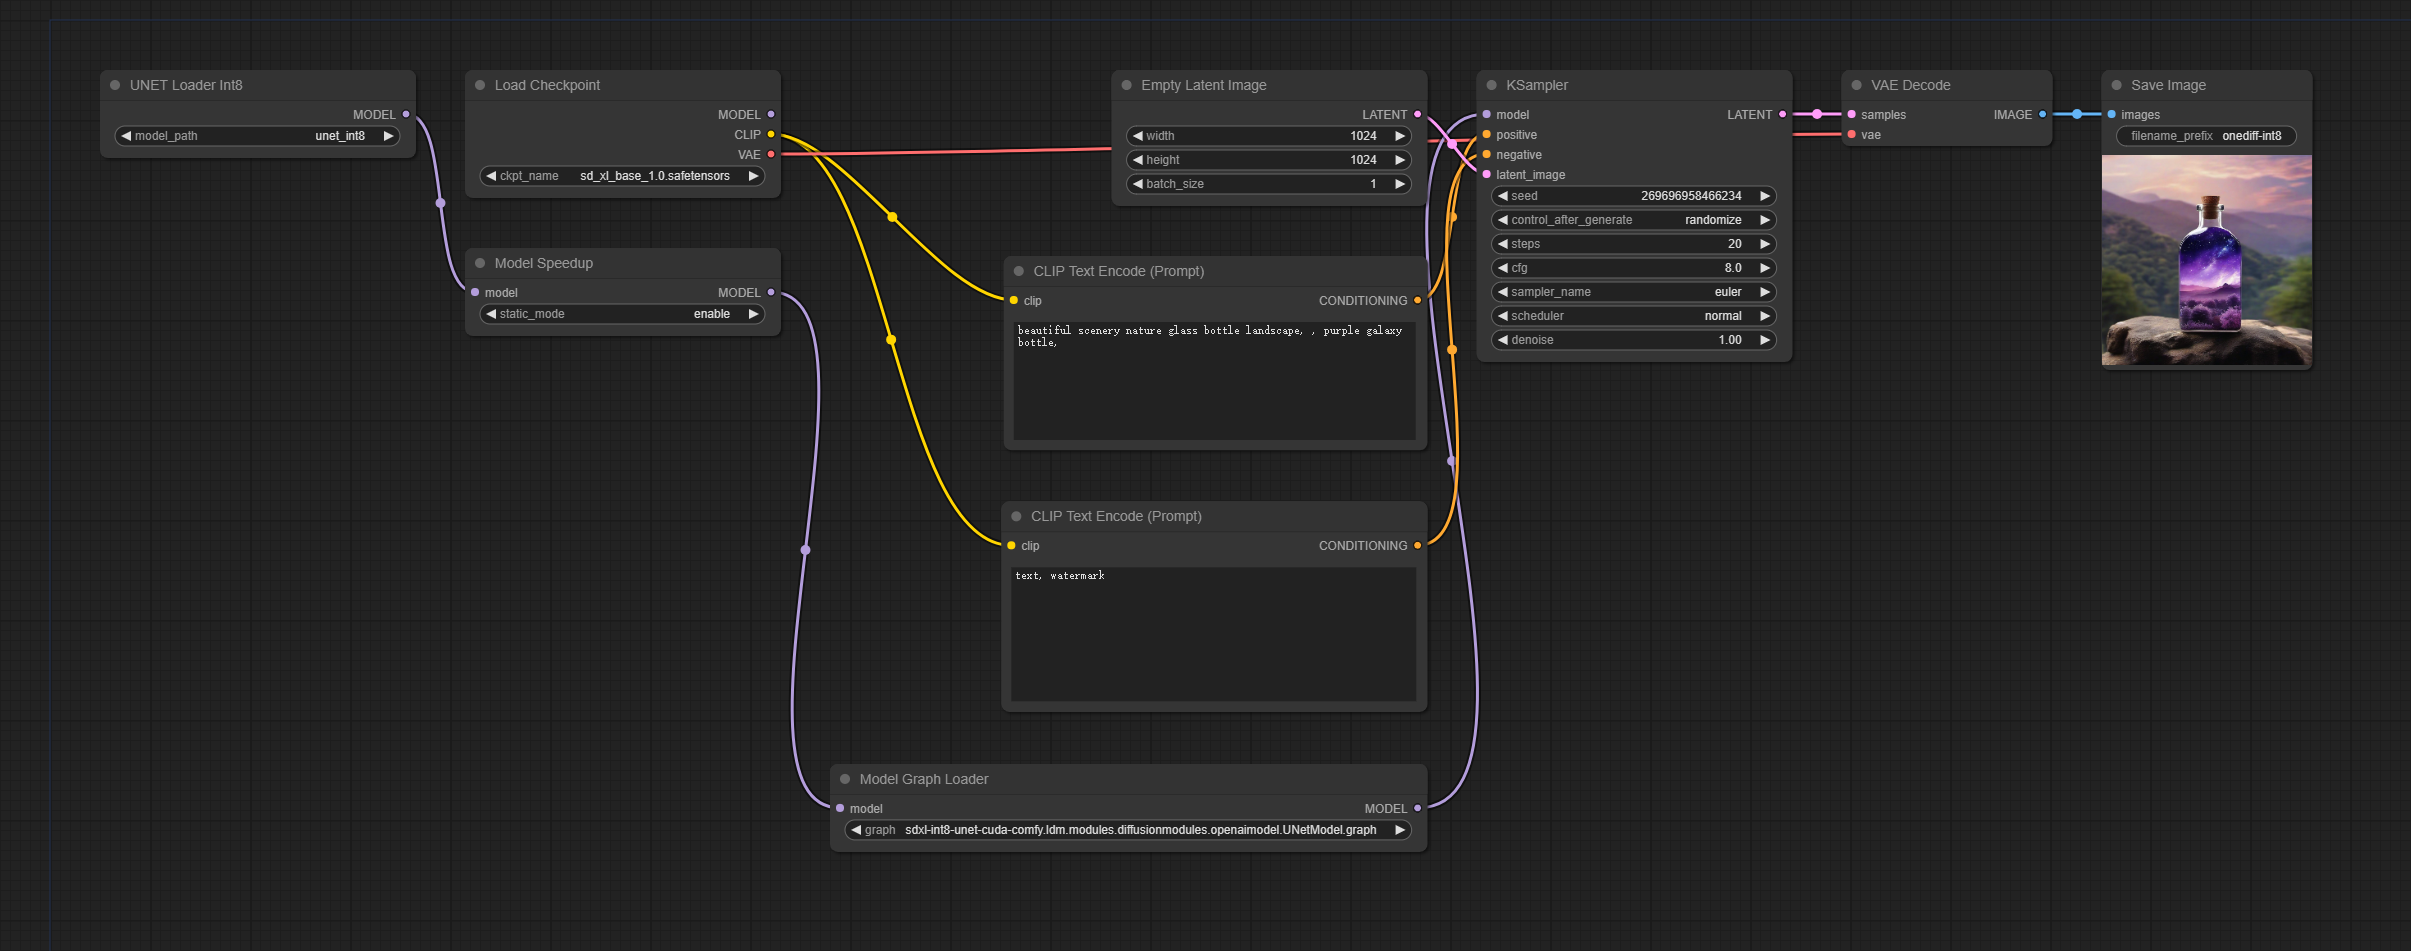 UNET Loader Int8
MODEL
model_path unet_int8
Load Checkpoint
MODEL
CLIP
VAE
ckpt_name sd_xl_base_1.0.safetensors
Model Speedup
model MODEL
static_mode enable
Empty Latent Image
LATENT
width 1024
height 1024
batch_size 1
CLIP Text Encode (Prompt)
clip CONDITIONING
beautiful scenery nature glass bottle landscape, , purple galaxy
bottle,
CLIP Text Encode (Prompt)
clip CONDITIONING
text, watermark
Model Graph Loader
model MODEL
graph sdxl-int8-unet-cuda-comfy.ldm.modules.diffusionmodules.openaimodel.UNetModel.graph
KSampler
model LATENT
positive
negative
latent_image
seed 269696958466234
control_after_generate randomize
steps 20
cfg 8.0
sampler_name euler
scheduler normal
denoise 1.00
VAE Decode
samples IMAGE
vae
Save Image
images
filename_prefix onediff-int8